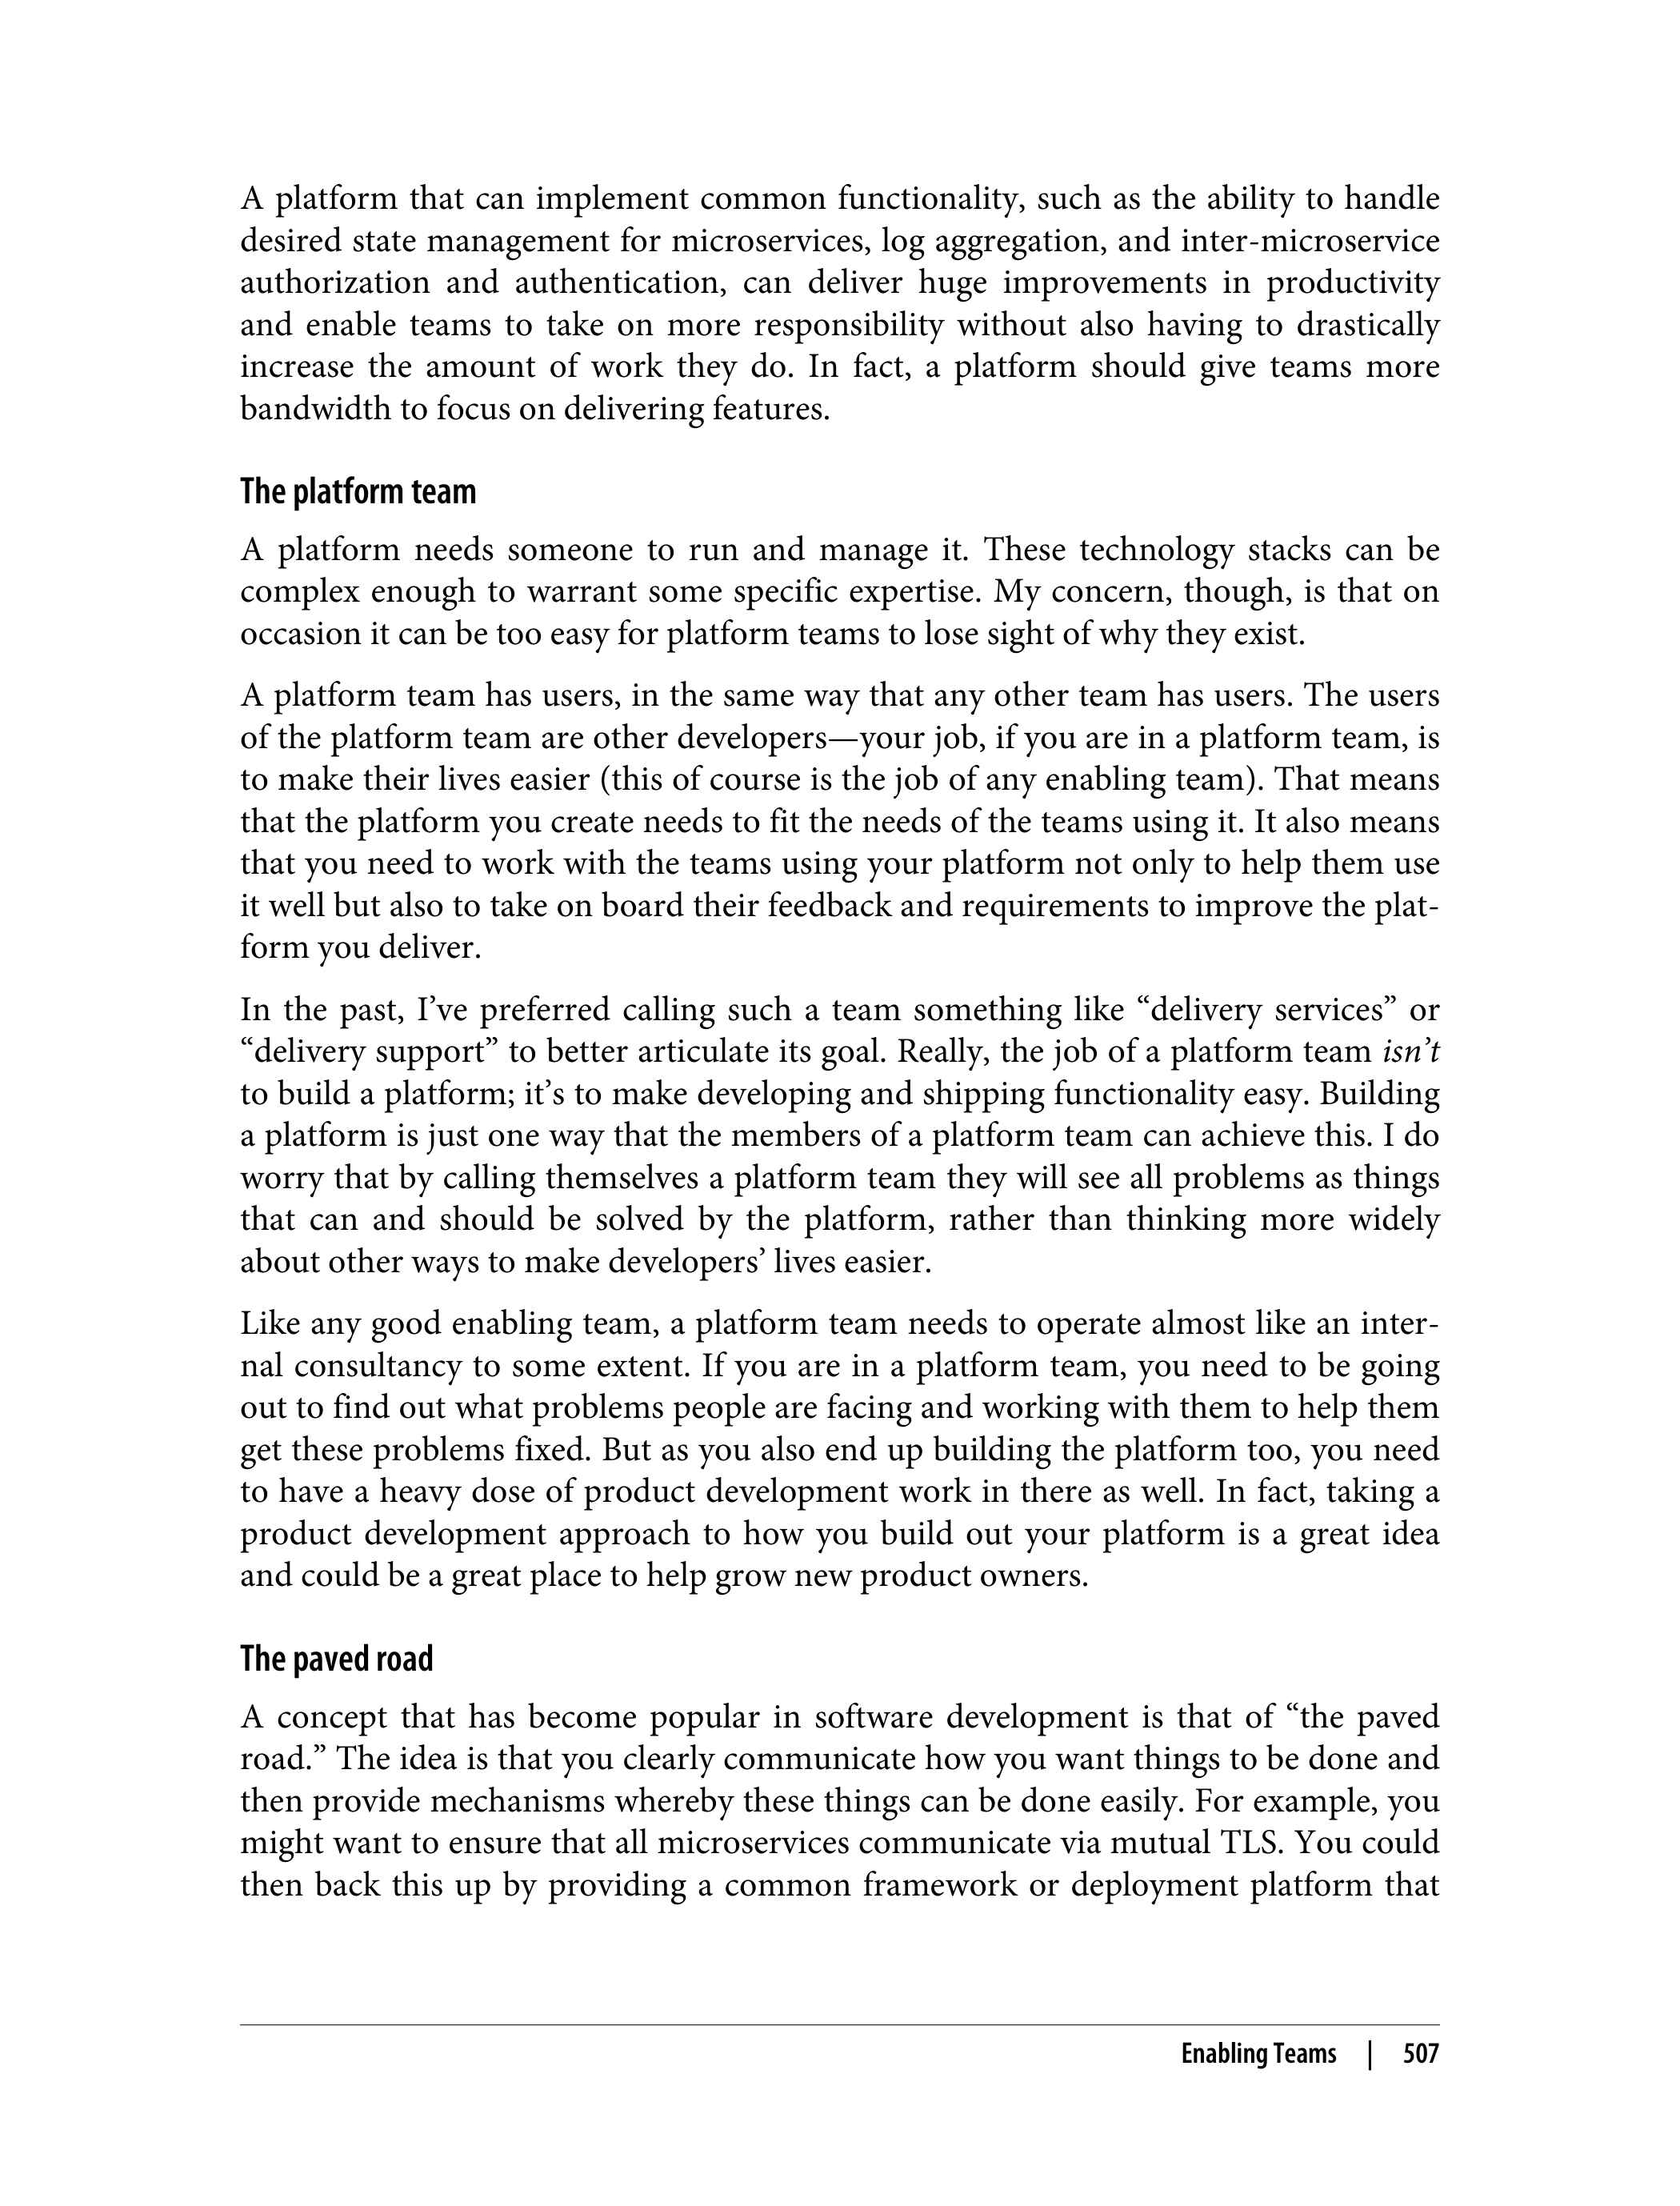 A platform that can implement common functionality, such as the ability to handle
desired state management for microservices, log aggregation, and inter-microservice
authorization and authentication, can deliver huge improvements in productivity
and enable teams to take on more responsibility without also having to drastically
increase the amount of work they do. In fact, a platform should give teams more
bandwidth to focus on delivering features.
The platform team
A platform needs someone to run and manage it. These technology stacks can be
complex enough to warrant some specific expertise. My concern, though, is that on
occasion it can be too easy for platform teams to lose sight of why they exist.
A platform team has users, in the same way that any other team has users. The users
of the platform team are other developers—your job, if you are in a platform team, is
to make their lives easier (this of course is the job of any enabling team). That means
that the platform you create needs to fit the needs of the teams using it. It also means
that you need to work with the teams using your platform not only to help them use
it well but also to take on board their feedback and requirements to improve the plat-
form you deliver.
In the past, I’ve preferred calling such a team something like “delivery services” or
“delivery support” to better articulate its goal. Really, the job of a platform team isn’t
to build a platform; it’s to make developing and shipping functionality easy. Building
a platform is just one way that the members of a platform team can achieve this. I do
worry that by calling themselves a platform team they will see all problems as things
that can and should be solved by the platform, rather than thinking more widely
about other ways to make developers’ lives easier.
Like any good enabling team, a platform team needs to operate almost like an inter-
nal consultancy to some extent. If you are in a platform team, you need to be going
out to find out what problems people are facing and working with them to help them
get these problems fixed. But as you also end up building the platform too, you need
to have a heavy dose of product development work in there as well. In fact, taking a
product development approach to how you build out your platform is a great idea
and could be a great place to help grow new product owners.
The paved road
A concept that has become popular in software development is that of “the paved
road.” The idea is that you clearly communicate how you want things to be done and
then provide mechanisms whereby these things can be done easily. For example, you
might want to ensure that all microservices communicate via mutual TLS. You could
then back this up by providing a common framework or deployment platform that
Enabling Teams | 507